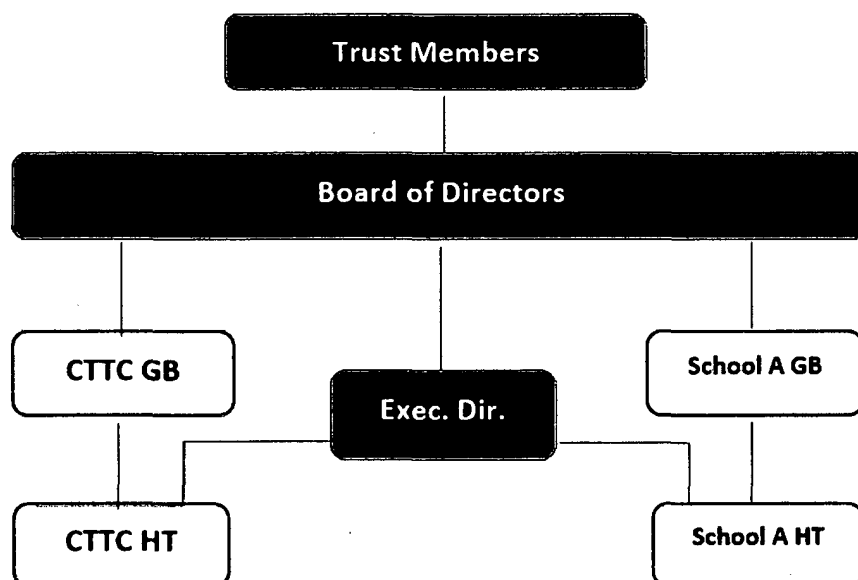 Trust Members
Board of Directors
CTTC GB
School A GB
Exec. Dir.
CTTC HT
School A HT